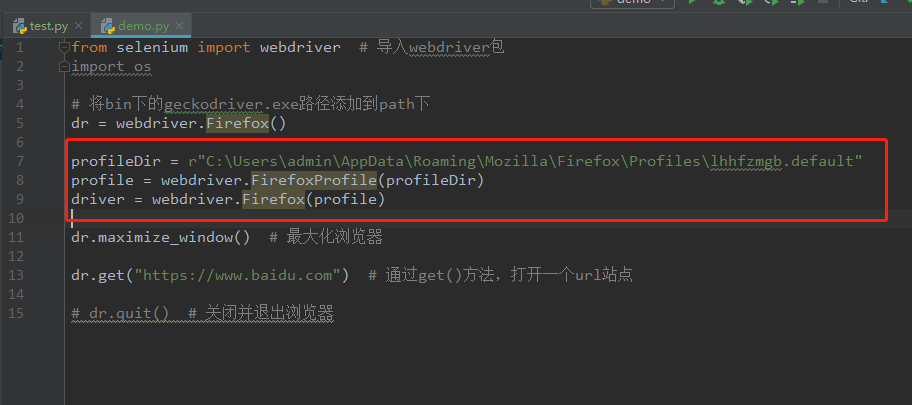 demo
Git:
test.py
demo.py
1 from selenium import webdriver # 导入webdriver包
2 import os
3
4 # 将bin下的geckodriver.exe路径添加到path下
5 dr = webdriver.Firefox()
6
7 profileDir = r"C:\Users\admin\AppData\Roaming\Mozilla\Firefox\Profiles\lhhfzmgb.default"
8 profile = webdriver.FirefoxProfile(profileDir)
9 driver = webdriver.Firefox(profile)
10
11 dr.maximize_window() # 最大化浏览器
12
13 dr.get("https://www.baidu.com") # 通过get()方法，打开一个url站点
14
15 # dr.quit() # 关闭并退出浏览器